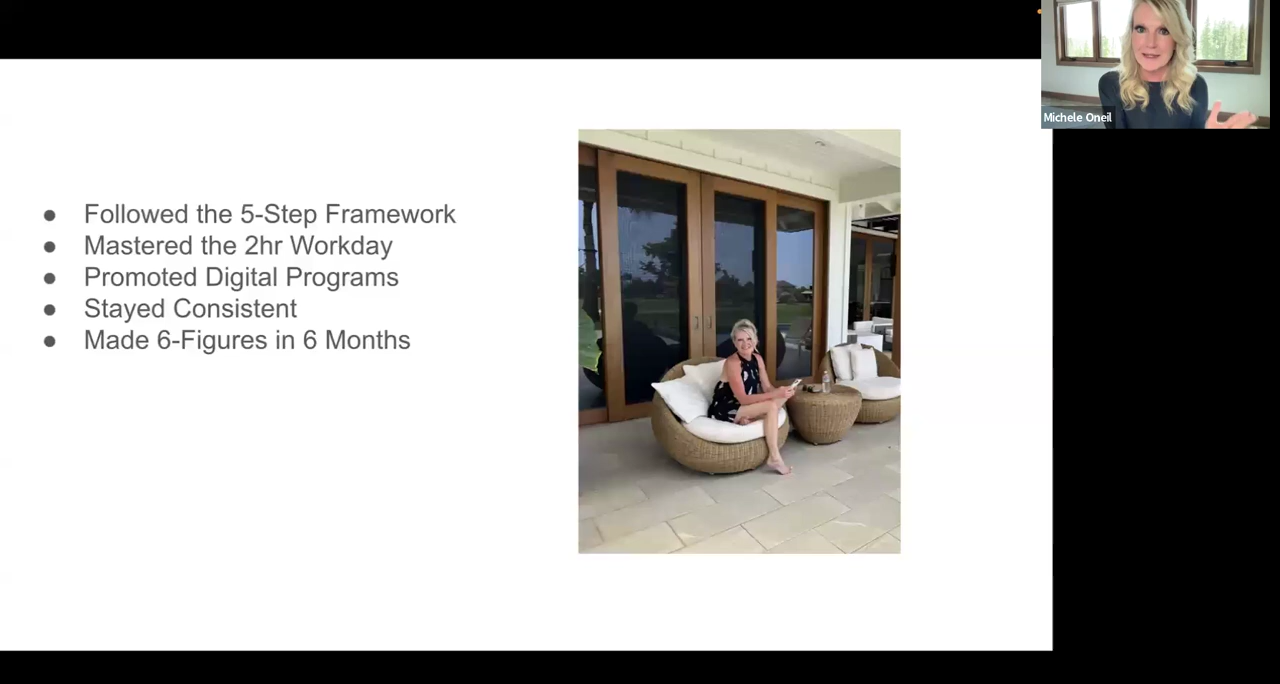 Michele Oneil
● Followed the 5-Step Framework
● Mastered the 2hr Workday
● Promoted Digital Programs
● Stayed Consistent
● Made 6-Figures in 6 Months